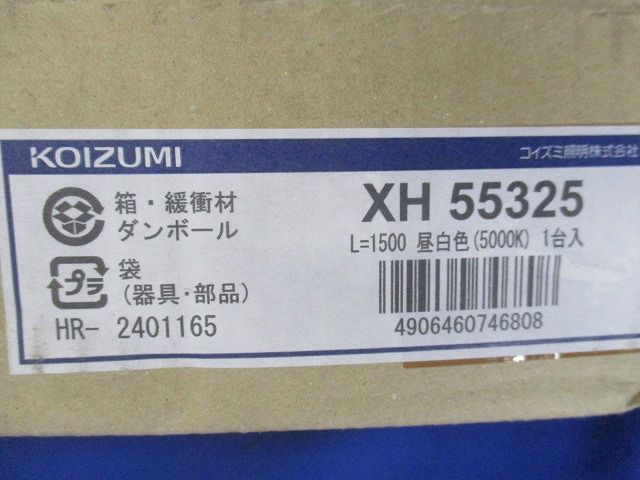 KOIZUMI
コイズミ照明株式会社
箱・緩衝材
ダンボール
XH 55325
L=1500 昼白色(5000K) 1台入
プラ
袋
(器具・部品)
HR- 2401165
4906460746808